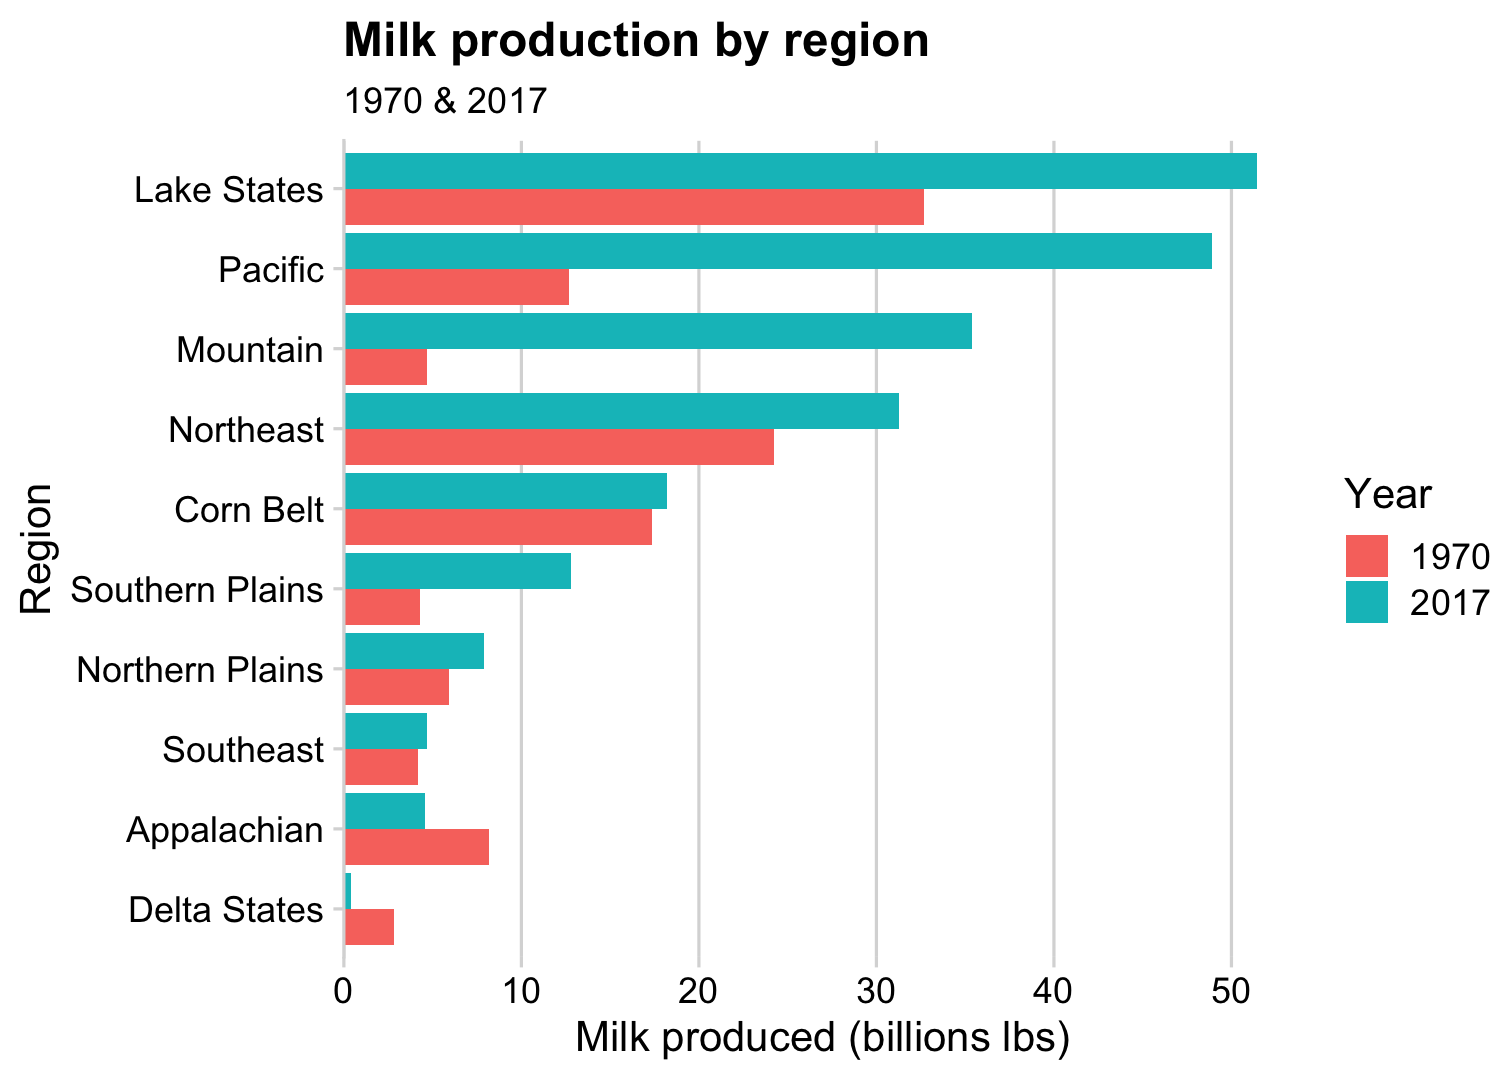 Milk production by region
1970 & 2017
Lake States
Pacific
Mountain
Northeast
Corn Belt
Southern Plains
Northern Plains
Southeast
Appalachian
Delta States
Region
0 10 20 30 40 50
Milk produced (billions lbs)
Year
1970
2017